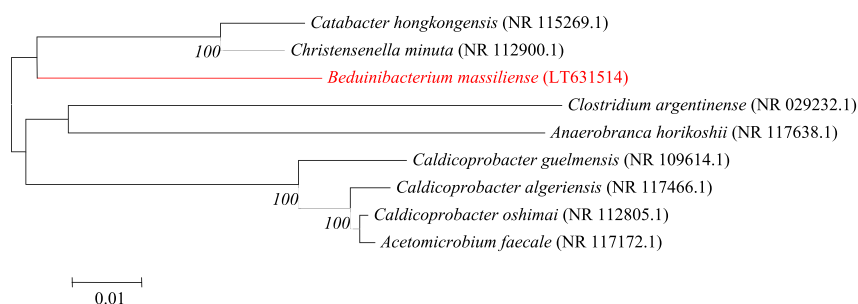 Catabacter hongkongensis (NR 115269.1)
100
Christensenella minuta (NR 112900.1)
Beduinibacterium massiliense (LT631514)
Clostridium argentinense (NR 029232.1)
Anaerobranca horikoshii (NR 117638.1)
Caldicoprobacter guelmensis (NR 109614.1)
100
Caldicoprobacter algeriensis (NR 117466.1)
100
Caldicoprobacter oshimai (NR 112805.1)
Acetomicrobium faecale (NR 117172.1)
0.01